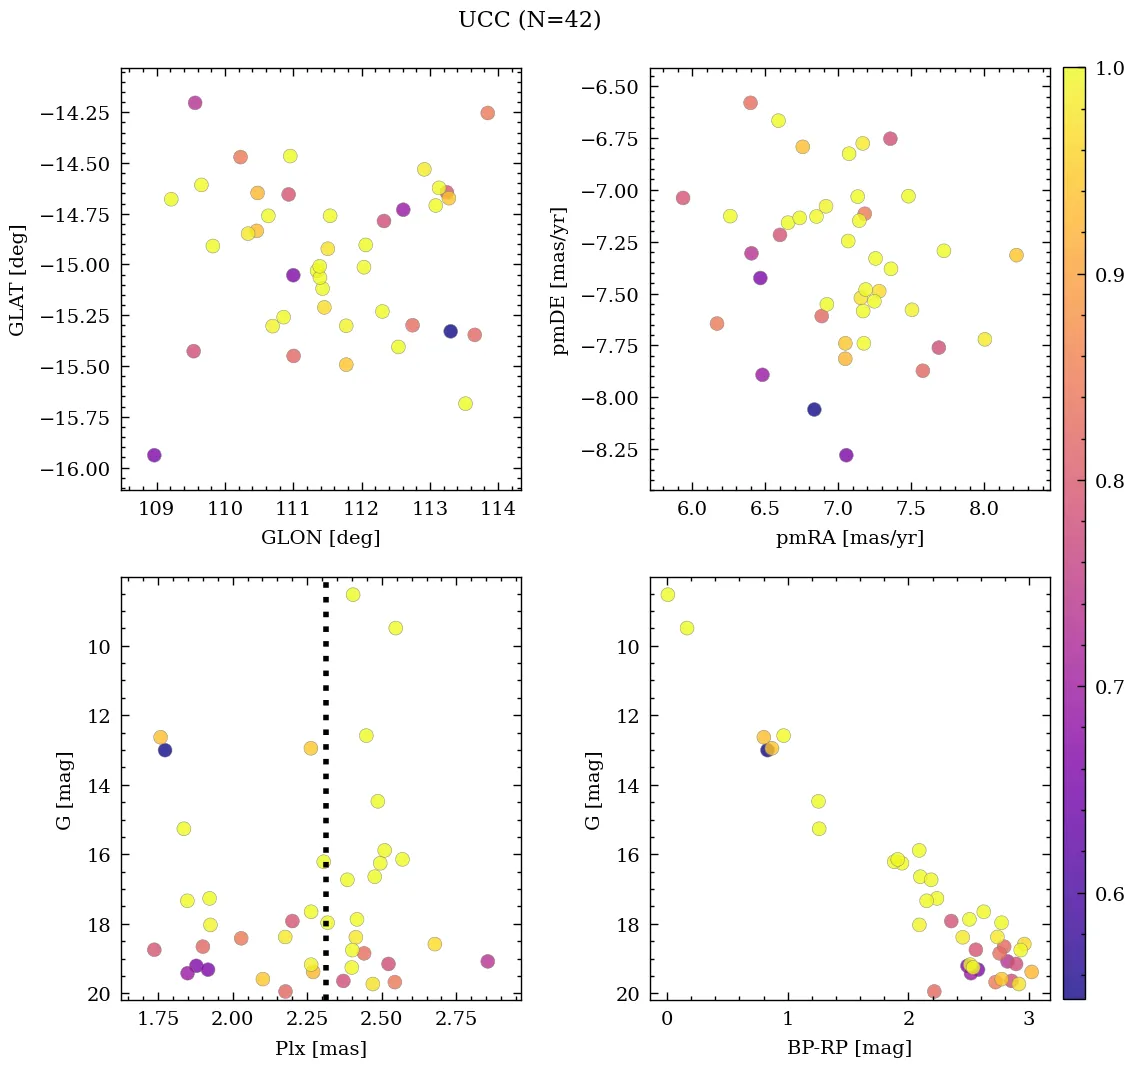 UCC (N=42)
−14.25
−14.50
−14.75
−15.00
−15.25
−15.50
−15.75
−16.00
GLAT [deg]
109 110 111 112 113 114
GLON [deg]
−6.50
−6.75
−7.00
−7.25
−7.50
−7.75
−8.00
−8.25
pmDE [mas/yr]
6.0 6.5 7.0 7.5 8.0
pmRA [mas/yr]
1.0
0.9
0.8
0.7
0.6
10
12
14
16
18
20
G [mag]
1.75 2.00 2.25 2.50 2.75
Plx [mas]
10
12
14
16
18
20
G [mag]
0 1 2 3
BP-RP [mag]